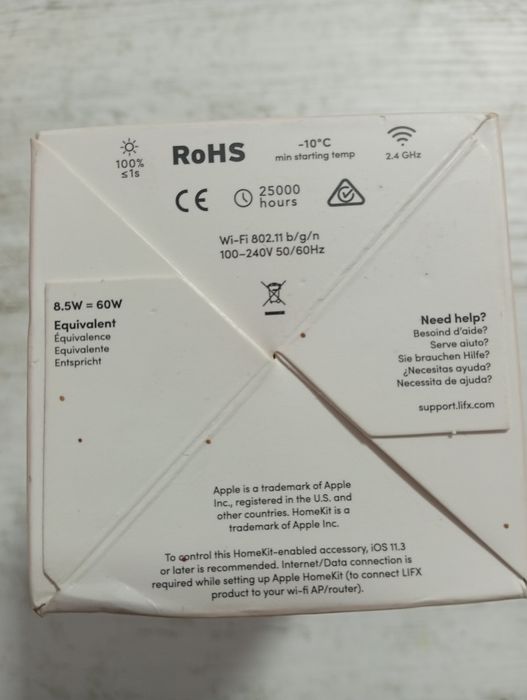 100%
≤1s
RoHS
-10°C
min starting temp
2.4 GHz
CE
25000
hours
Wi-Fi 802.11 b/g/n
100-240V 50/60Hz
8.5W = 60W
Equivalent
Équivalence
Equivalente
Entspricht
Need help?
Besoind d'aide?
Serve aiuto?
Sie brauchen Hilfe?
¿Necesitas ayuda?
Necessita de ajuda?
support.lifx.com
Apple is a trademark of Apple
Inc., registered in the U.S. and
other countries. HomeKit is a
trademark of Apple Inc.
To control this HomeKit-enabled accessory, iOS 11.3
or later is recommended. Internet/Data connection is
required while setting up Apple HomeKit (to connect LIFX
product to your wi-fi AP/router).